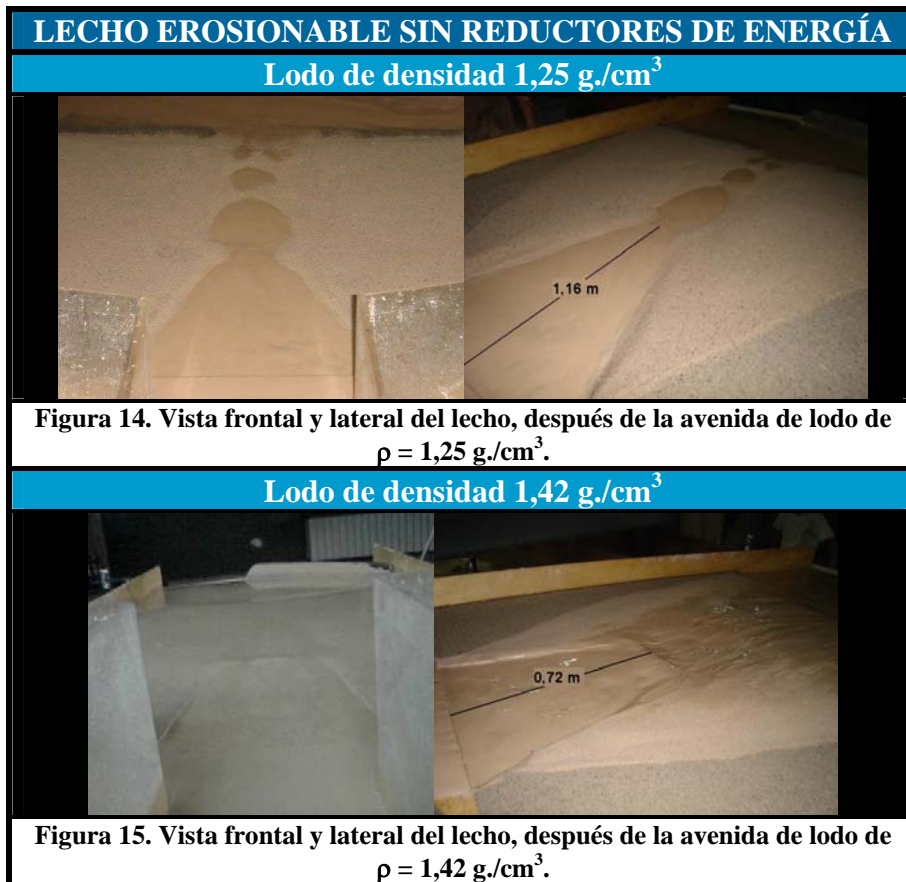 LECHO EROSIONABLE SIN REDUCTORES DE ENERGÍA
Lodo de densidad 1,25 g./cm³
1,16 m
Figura 14. Vista frontal y lateral del lecho, después de la avenida de lodo de
ρ = 1,25 g./cm³.
Lodo de densidad 1,42 g./cm³
0,72 m
Figura 15. Vista frontal y lateral del lecho, después de la avenida de lodo de
ρ = 1,42 g./cm³.